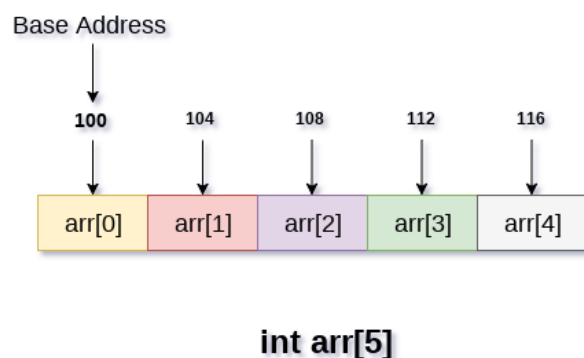 Base Address
100 104 108 112 116
arr[0] arr[1] arr[2] arr[3] arr[4]
int arr[5]